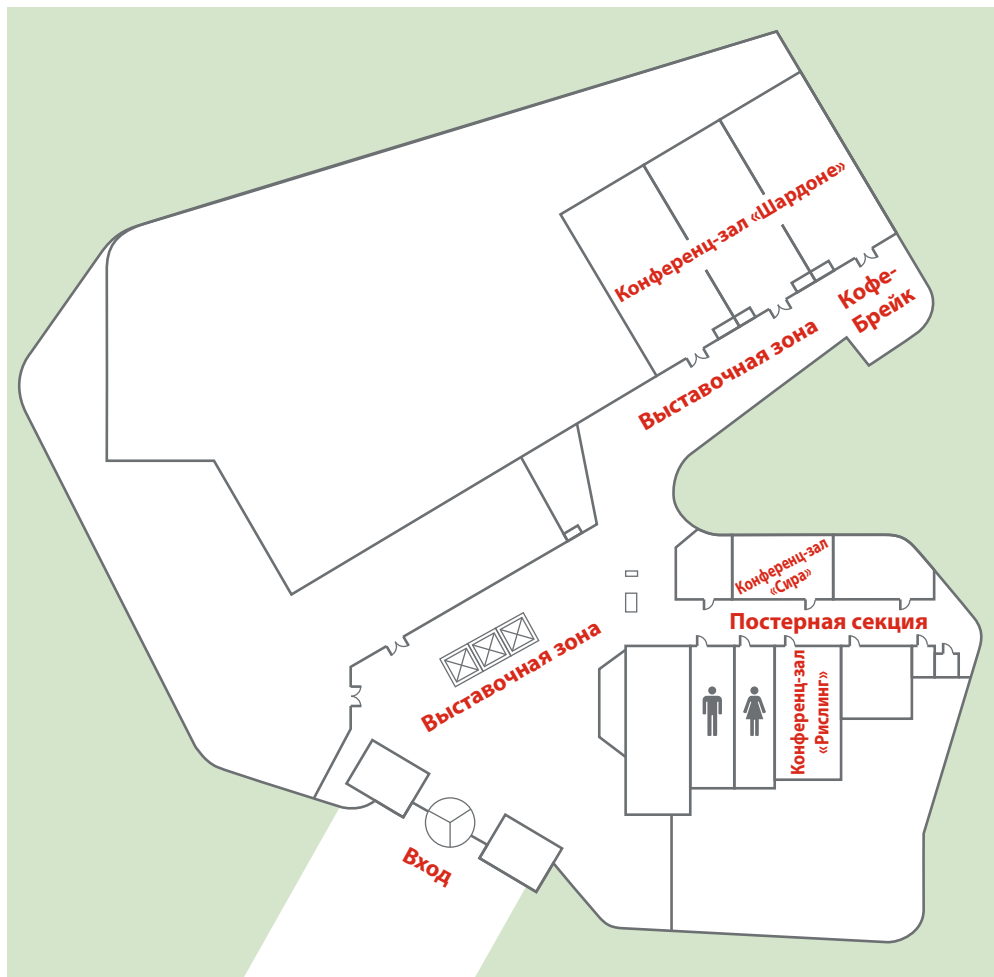 Конференц-зал «Шардоне»
Кофе-
Брейк
Выставочная зона
Конференц-зал
«Сира»
Постерная секция
Выставочная зона
Конференц-зал
«Рислинг»
Вход